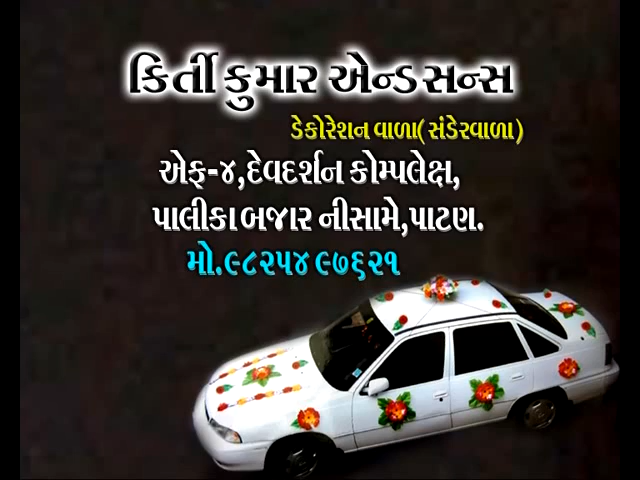 કિર્તી કુમાર એન્ડ સન્સ
ડેકોરેશન વાળા( સંડેરવાળા)
એફ-૪,દેવદર્શન કોમ્પલેક્ષ,
પાલીકા બજાર નીસામે,પાટણ.
મો.૯૮૨૫૪ ૯૭૬૨૧